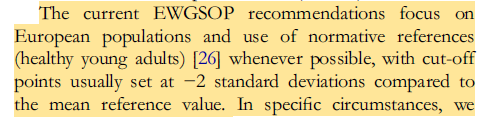 The current EWGSOP recommendations focus on
European populations and use of normative references
(healthy young adults) [26] whenever possible, with cut-off
points usually set at −2 standard deviations compared to
the mean reference value. In specific circumstances, we